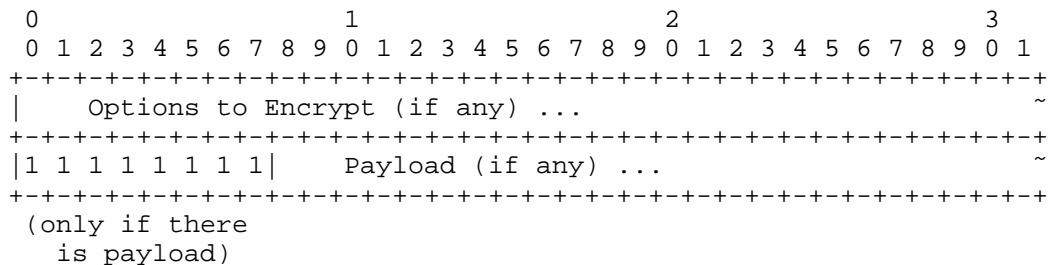 0                   1                   2                   3
 0 1 2 3 4 5 6 7 8 9 0 1 2 3 4 5 6 7 8 9 0 1 2 3 4 5 6 7 8 9 0 1
+-+-+-+-+-+-+-+-+-+-+-+-+-+-+-+-+-+-+-+-+-+-+-+-+-+-+-+-+-+-+-+-+
|    Options to Encrypt (if any) ...                            ~
+-+-+-+-+-+-+-+-+-+-+-+-+-+-+-+-+-+-+-+-+-+-+-+-+-+-+-+-+-+-+-+-+
|1 1 1 1 1 1 1 1|    Payload (if any) ...                       ~
+-+-+-+-+-+-+-+-+-+-+-+-+-+-+-+-+-+-+-+-+-+-+-+-+-+-+-+-+-+-+-+-+
 (only if there
   is payload)